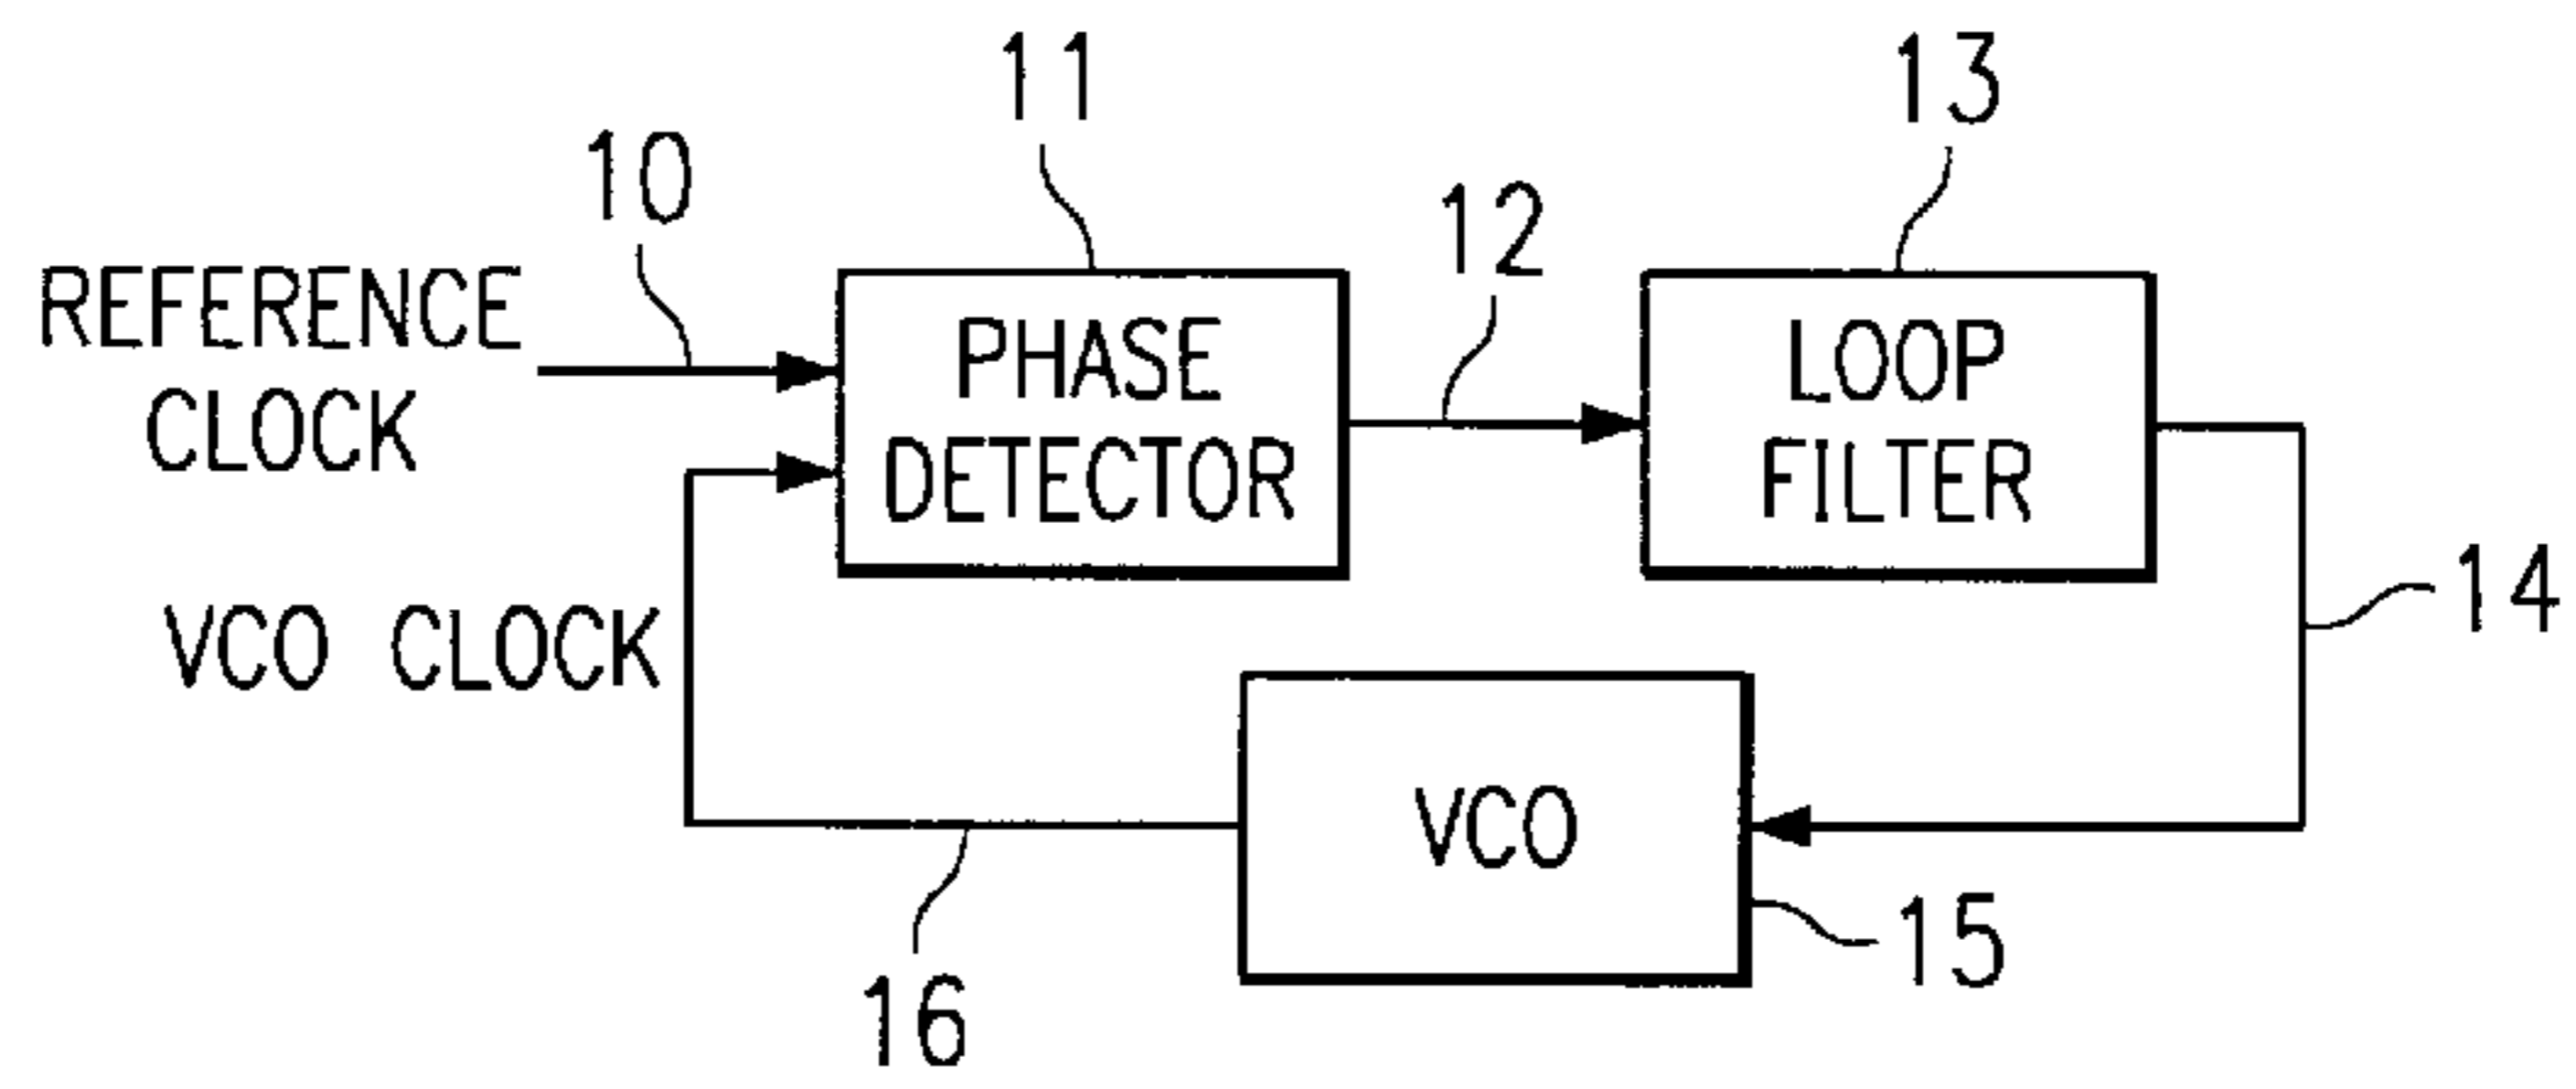 11
13
10
12
REFERENCE
CLOCK
PHASE
DETECTOR
LOOP
FILTER
14
VCO CLOCK
VCO
15
16